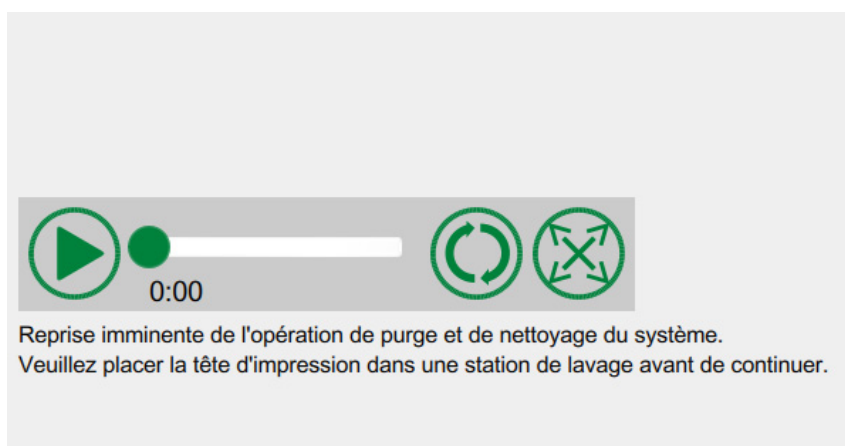 0:00
Reprise imminente de l'opération de purge et de nettoyage du système.
Veuillez placer la tête d'impression dans une station de lavage avant de continuer.